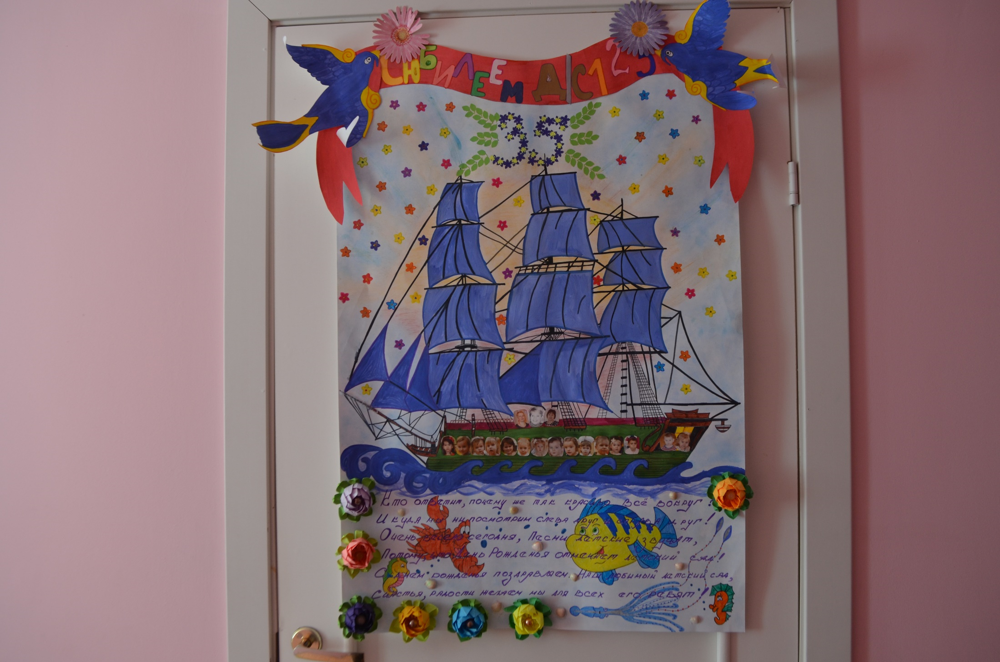 С ЮБИЛЕЕМ Д/С 125
35
Кто ответит, почему же так красиво всё вокруг?
И куда мы ни посмотрим слева друг и справа друг!
Очень весело сегодня, Песни детские звучат,
Потому, что День Рожденья отмечает детский сад!
С днем рожденья поздравляем Наш любимый детский сад,
Счастья, радости желаем мы для всех его ребят!